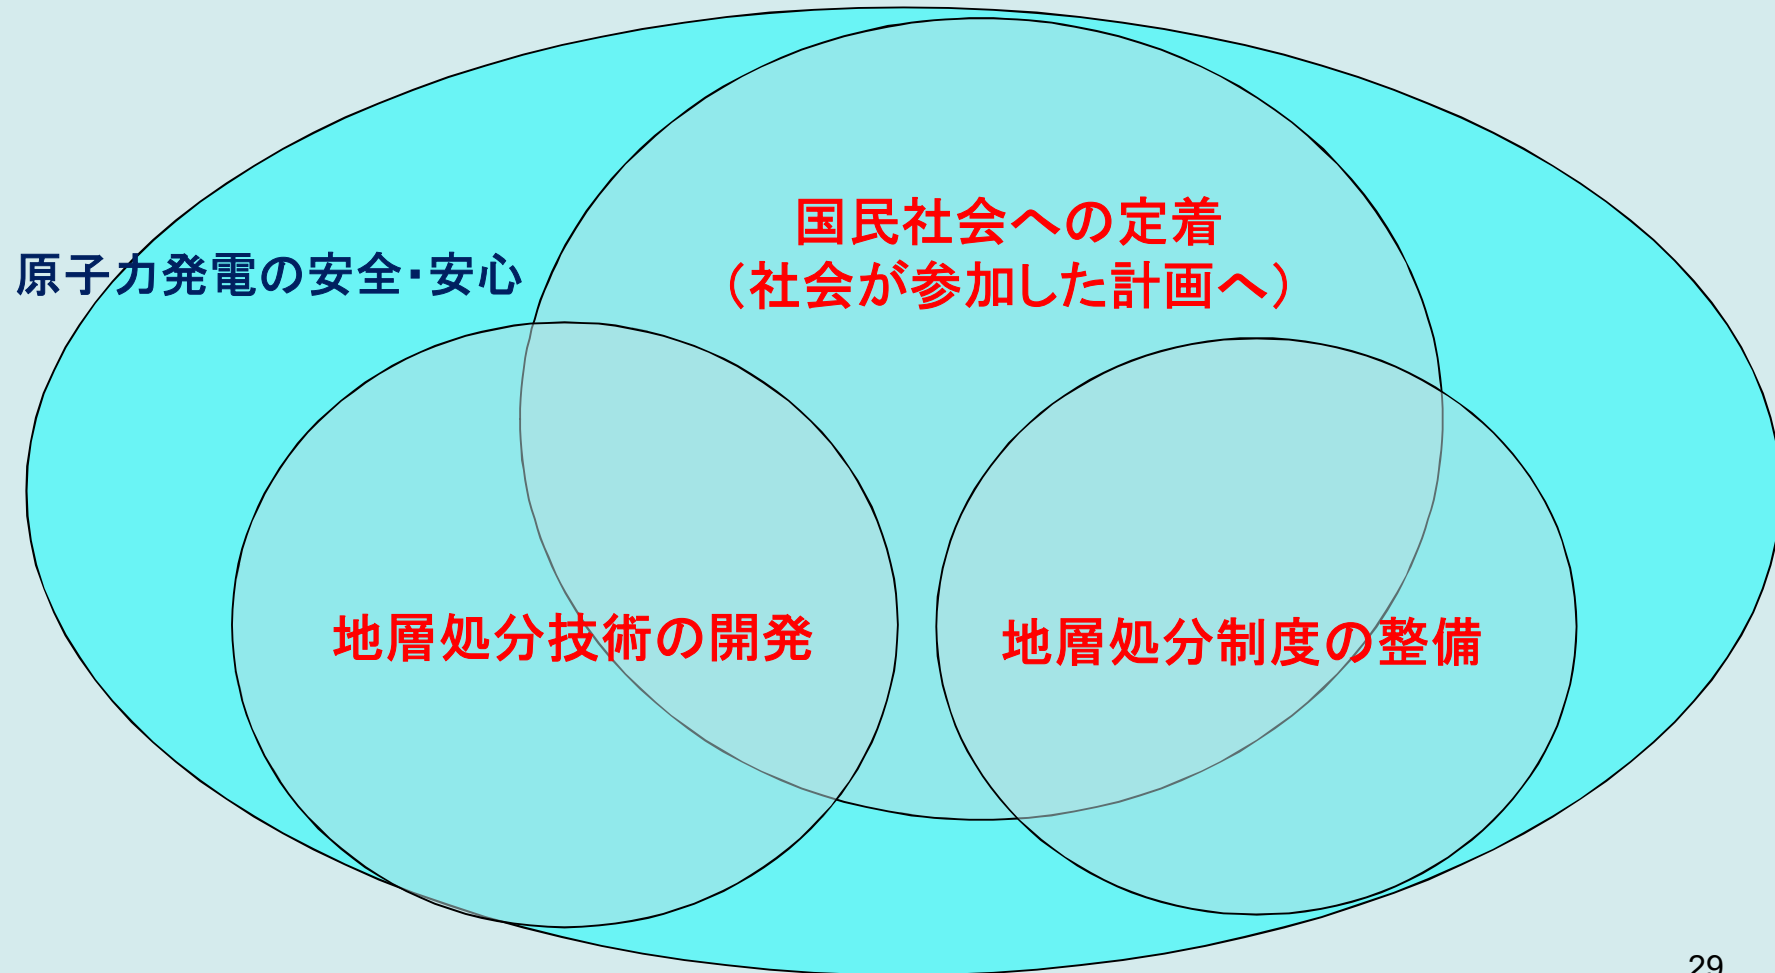 国民社会への定着
（社会が参加した計画へ）
原子力発電の安全・安心
地層処分技術の開発
地層処分制度の整備
29